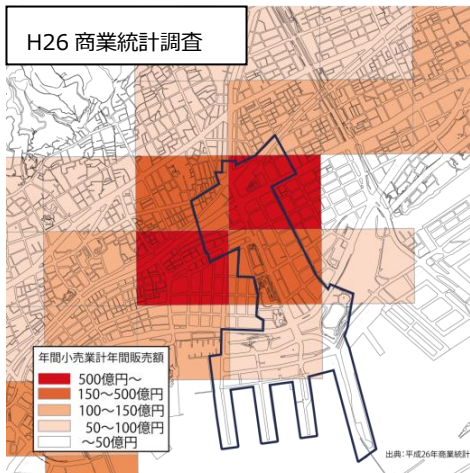 H26 商業統計調査
年間小売業計年間販売額
500億円～
150～500億円
100～150億円
50～100億円
～50億円
出典：平成26年商業統計